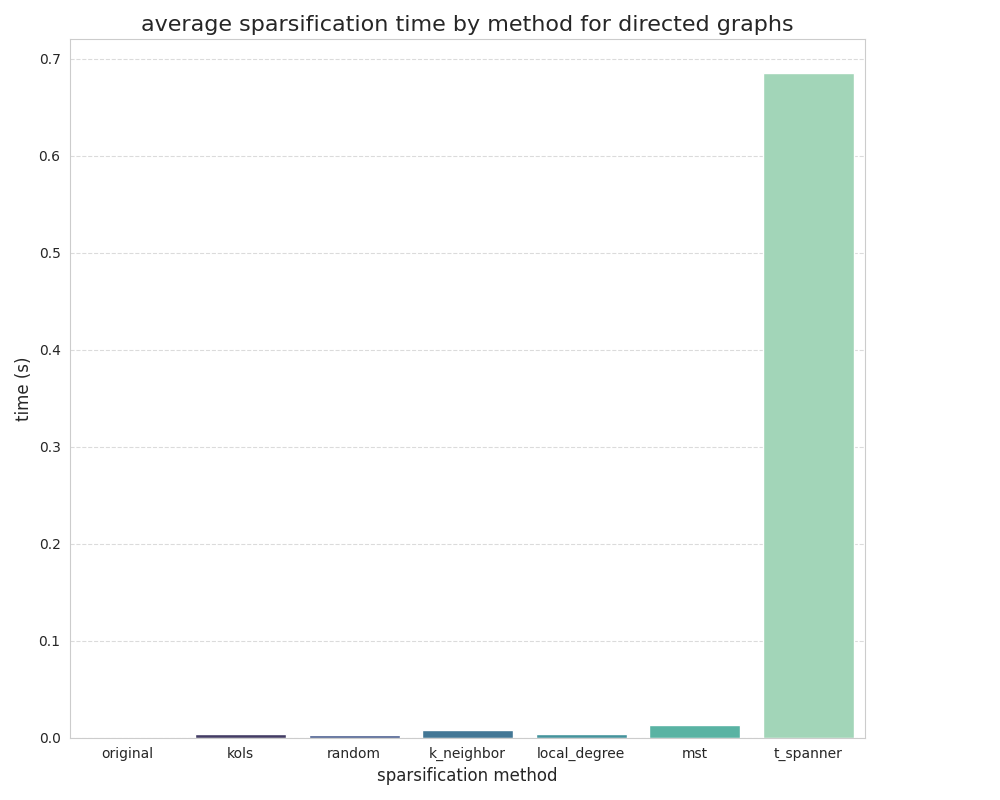 average sparsification time by method for directed graphs
0.7
0.6
0.5
0.4
0.3
0.2
0.1
0.0
time (s)
original kols random k_neighbor local_degree mst t_spanner
sparsification method